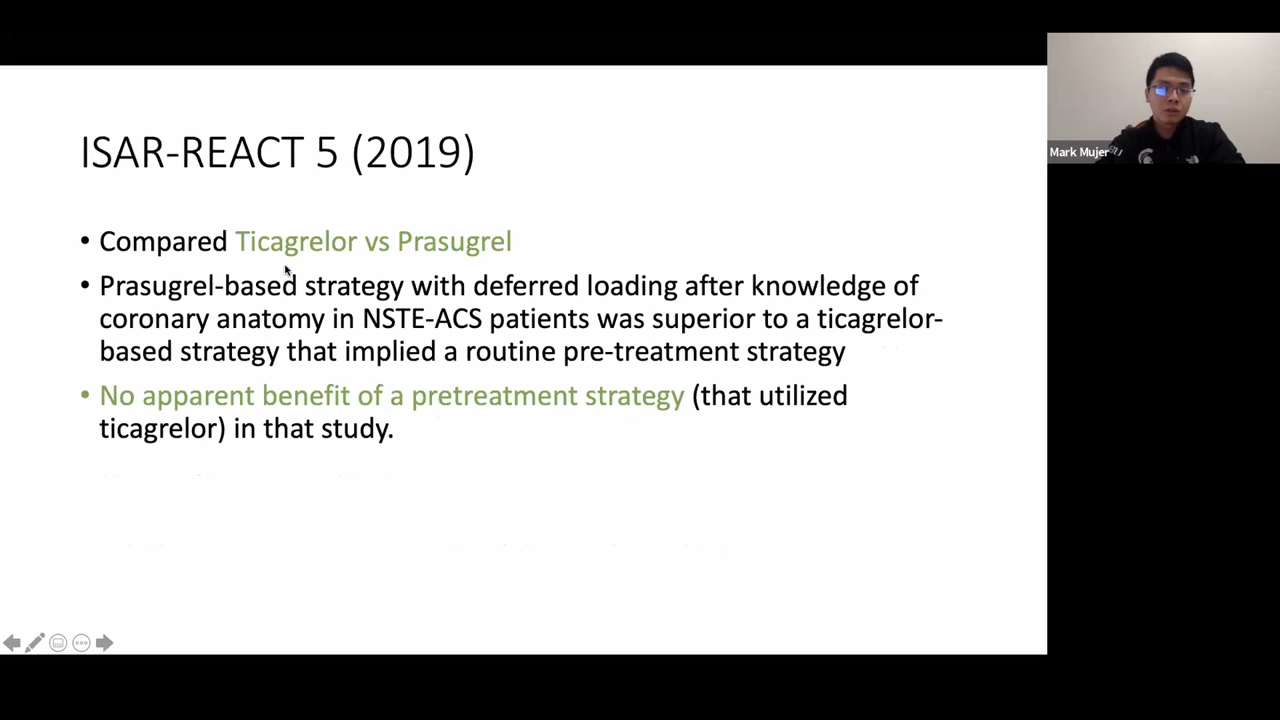 ISAR-REACT 5 (2019)
• Compared Ticagrelor vs Prasugrel
• Prasugrel-based strategy with deferred loading after knowledge of
coronary anatomy in NSTE-ACS patients was superior to a ticagrelor-
based strategy that implied a routine pre-treatment strategy
• No apparent benefit of a pretreatment strategy (that utilized
ticagrelor) in that study.
Mark Mujer